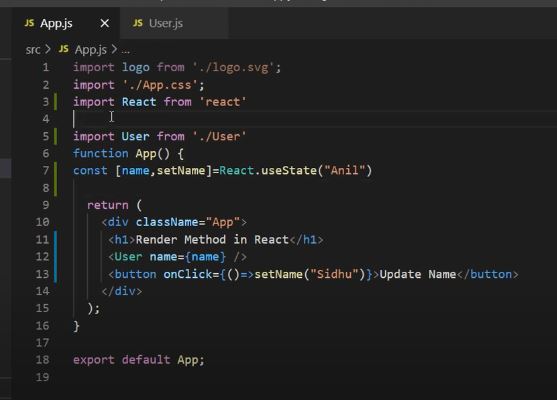 JS App.js × JS User.js
src > JS App.js > ...
1 import logo from './logo.svg';
2 import './App.css';
3 import React from 'react'
4
5 import User from './User'
6 function App() {
7 const [name,setName]=React.useState("Anil")
8
9 return (
10 <div className="App">
11 <h1>Render Method in React</h1>
12 <User name={name} />
13 <button onClick={()=>setName("Sidhu")}>Update Name</button>
14 </div>
15 );
16 }
17
18 export default App;
19